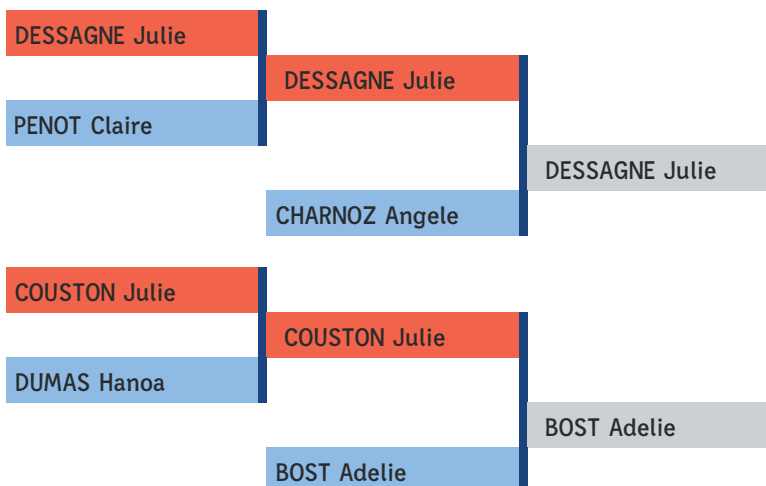 DESSAGNE Julie
DESSAGNE Julie
PENOT Claire
DESSAGNE Julie
CHARNOZ Angele
COUSTON Julie
COUSTON Julie
DUMAS Hanoa
BOST Adelie
BOST Adelie